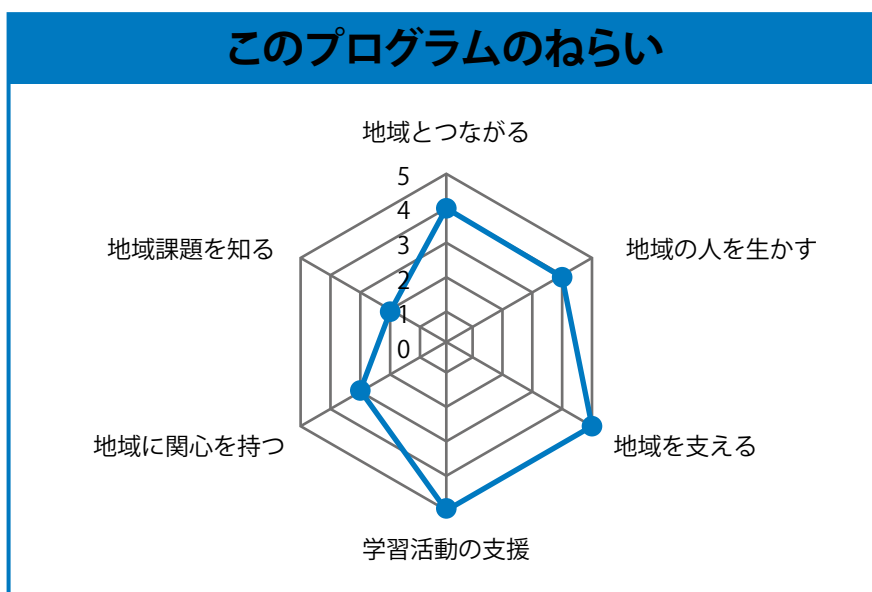 このプログラムのねらい
地域とつながる
5
4
3
2
1
0
地域課題を知る
地域の人を生かす
地域に関心を持つ
地域を支える
学習活動の支援